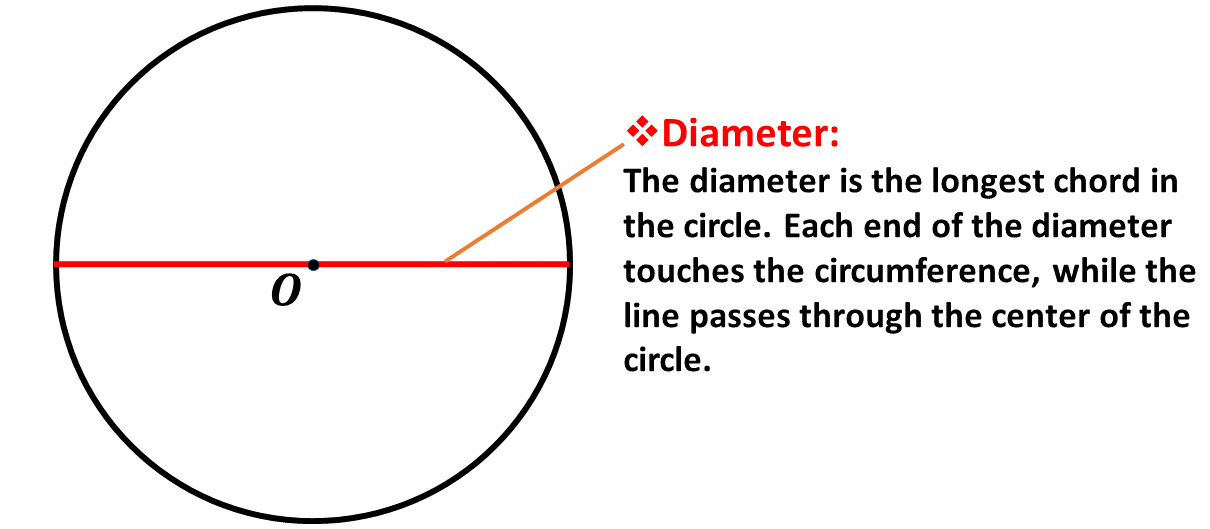 O
❖Diameter:
The diameter is the longest chord in
the circle. Each end of the diameter
touches the circumference, while the
line passes through the center of the
circle.